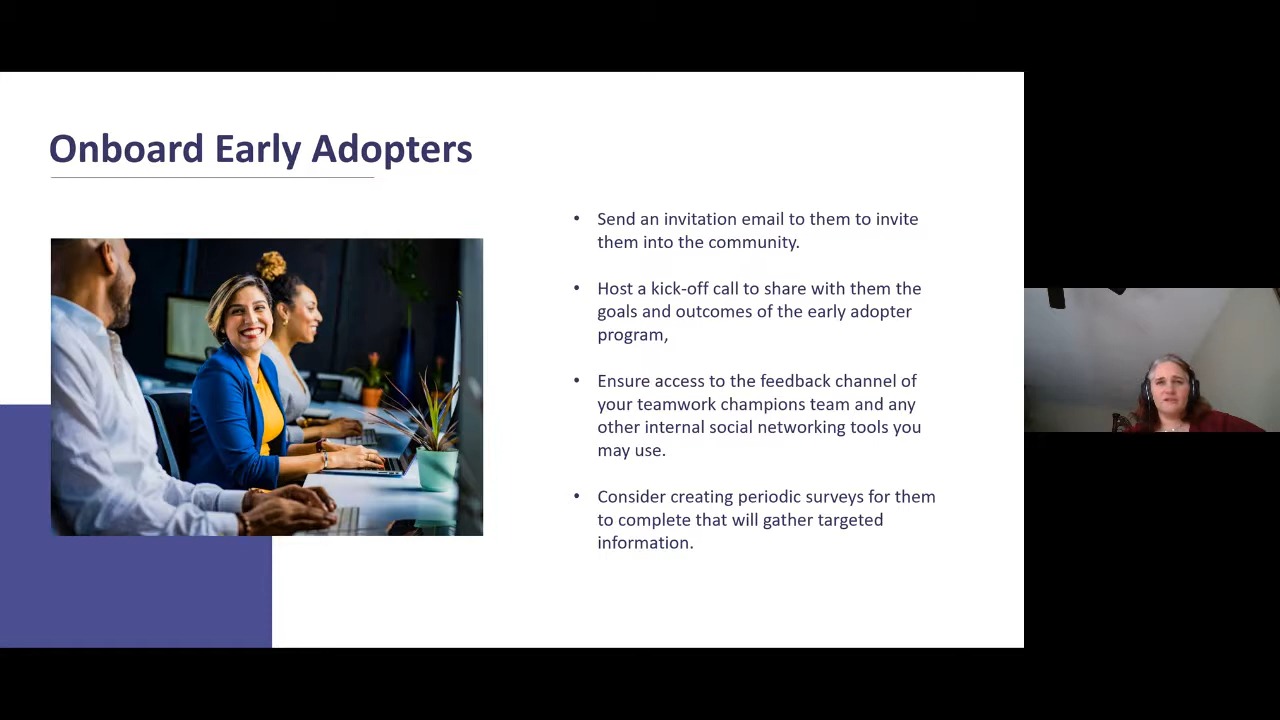 Onboard Early Adopters
• Send an invitation email to them to invite
them into the community.
• Host a kick-off call to share with them the
goals and outcomes of the early adopter
program,
• Ensure access to the feedback channel of
your teamwork champions team and any
other internal social networking tools you
may use.
• Consider creating periodic surveys for them
to complete that will gather targeted
information.